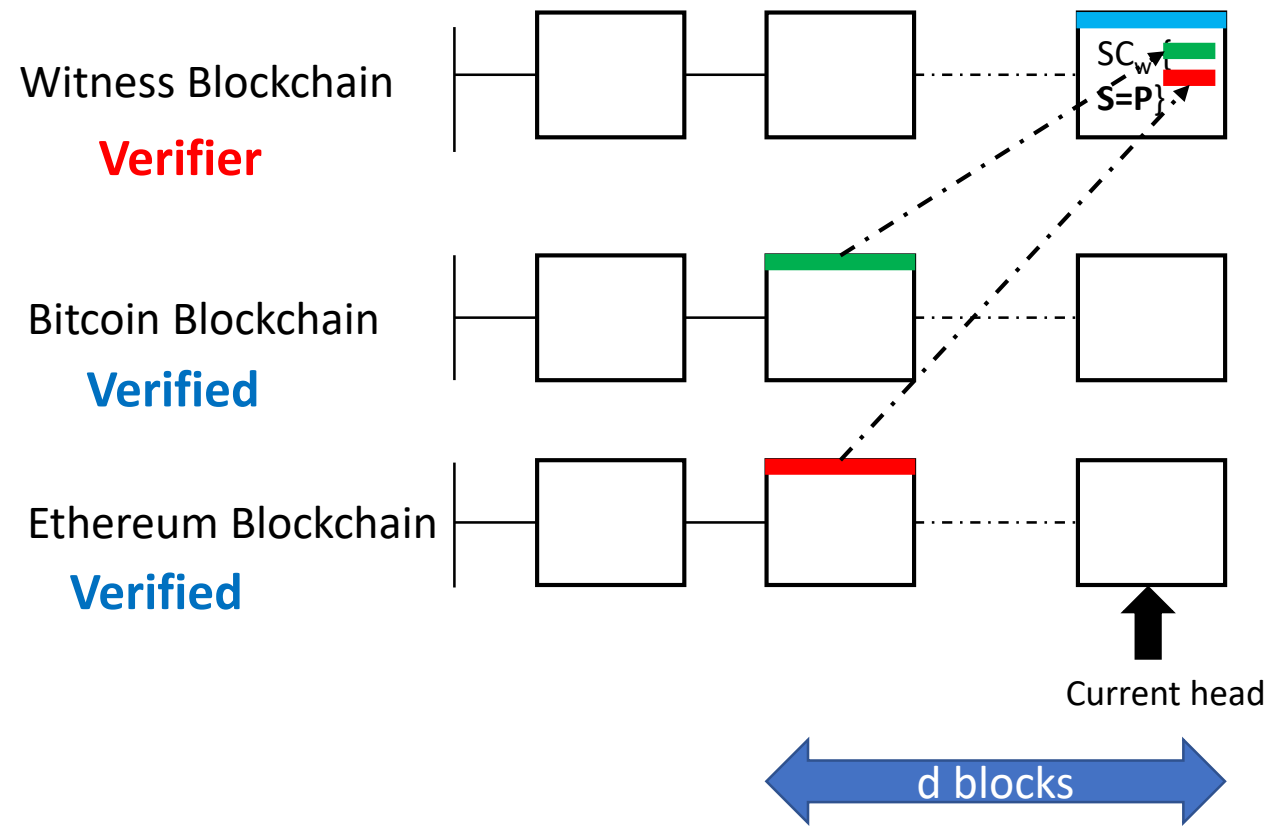 Witness Blockchain
Verifier
SCw {
S=P}
Bitcoin Blockchain
Verified
Ethereum Blockchain
Verified
Current head
d blocks